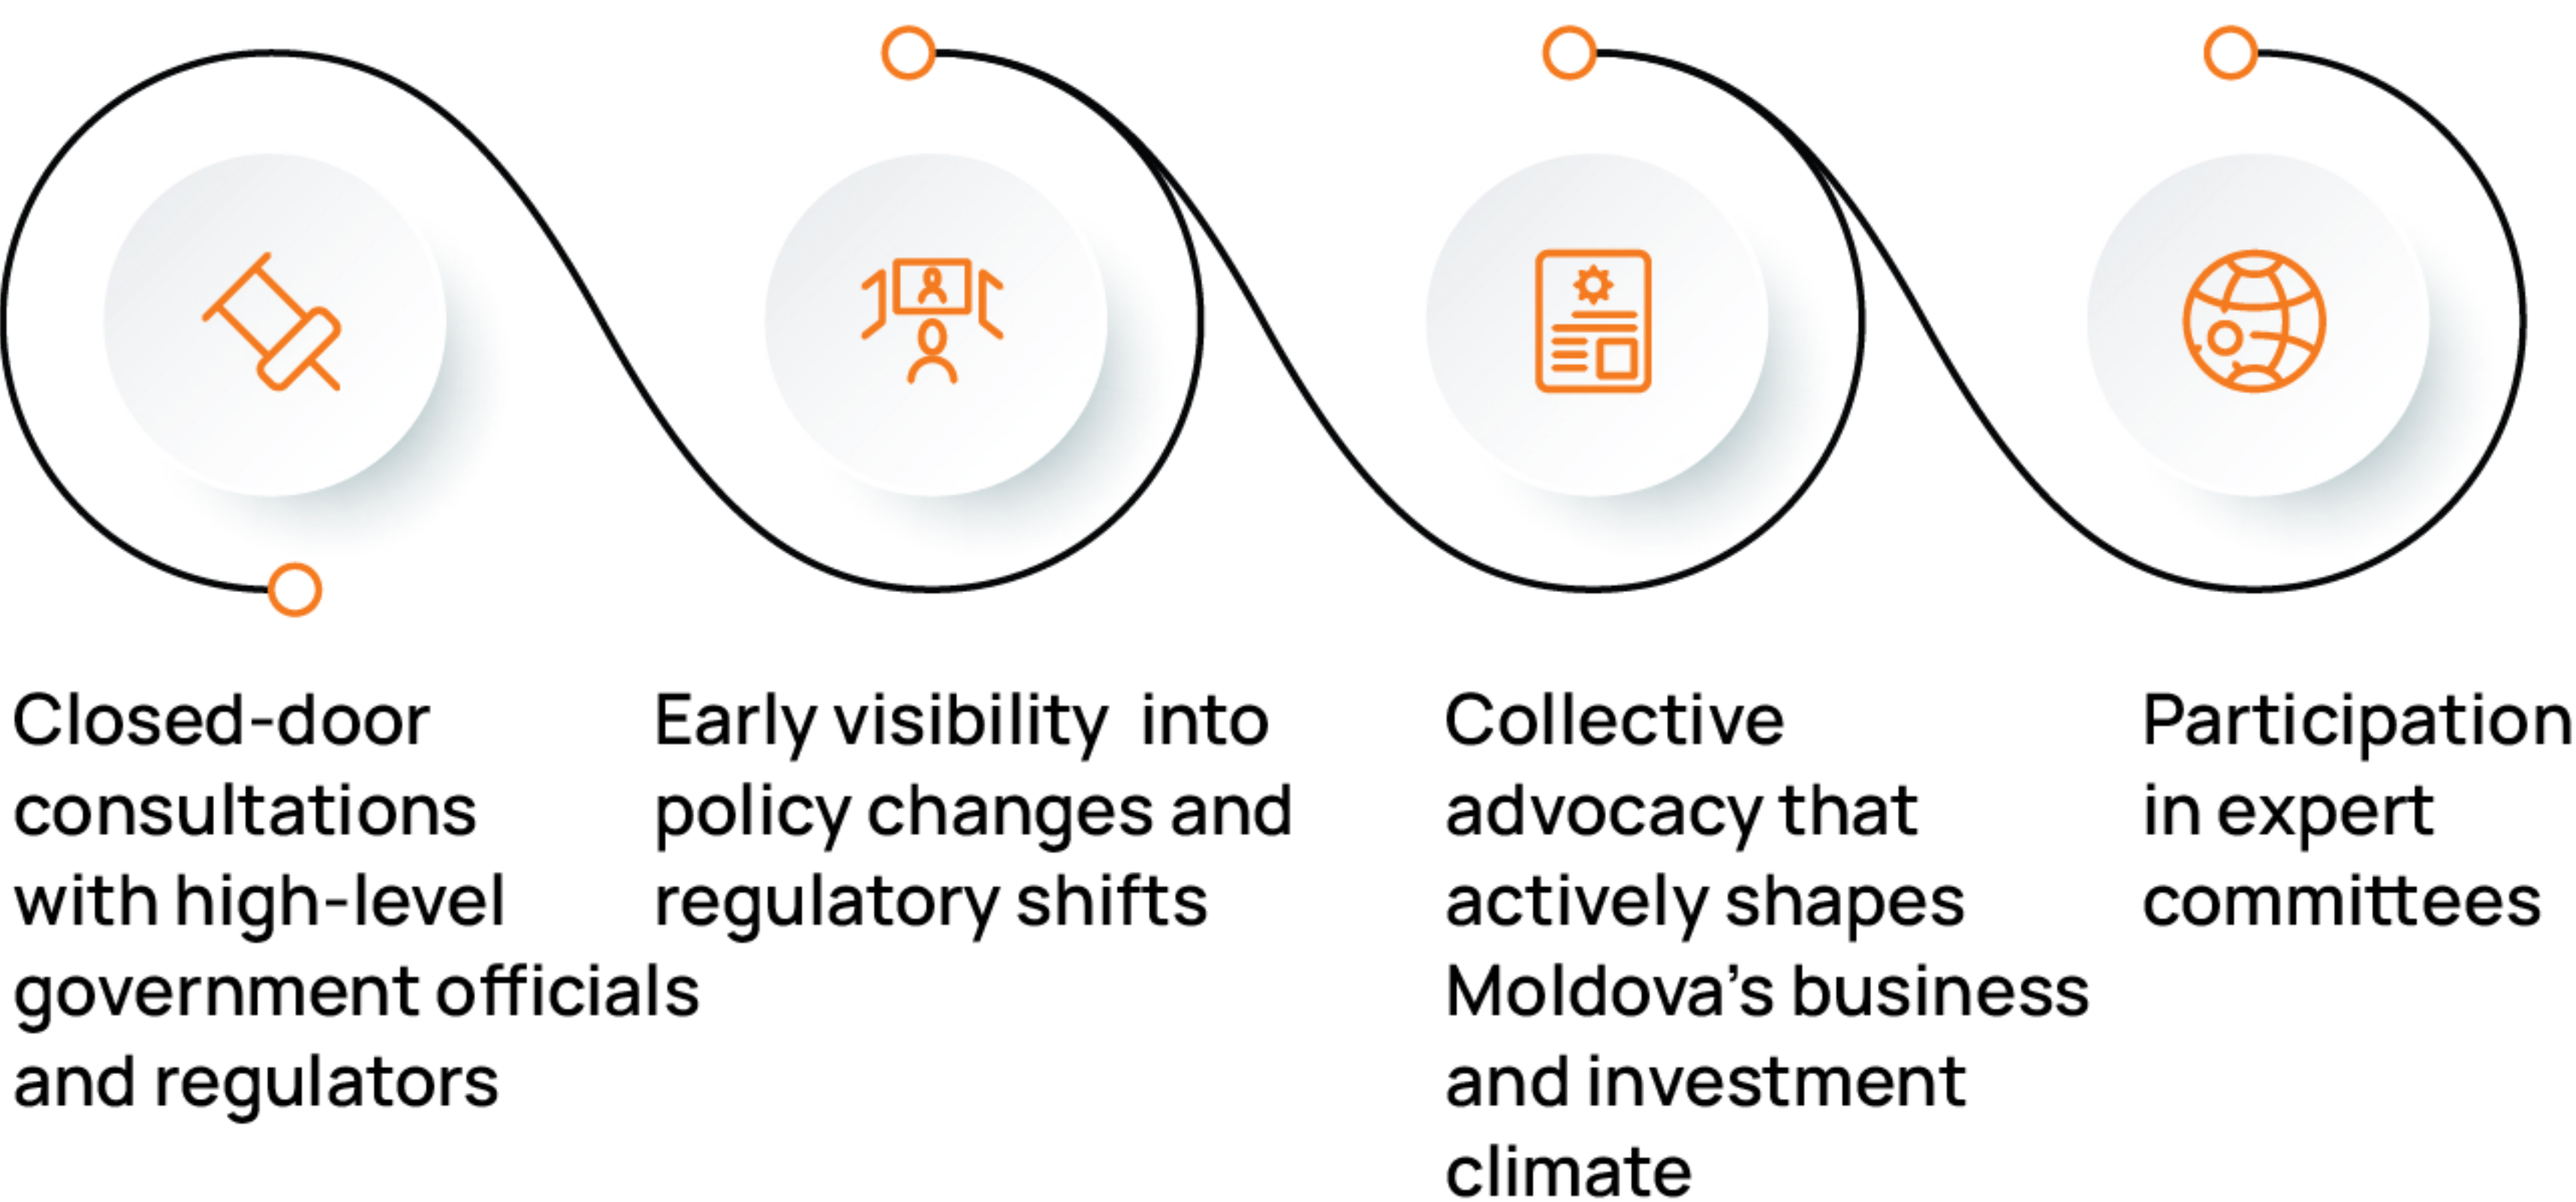 Closed-door
consultations
with high-level
government officials
and regulators
Early visibility  into
policy changes and
regulatory shifts
Collective
advocacy that
actively shapes
Moldova’s business
and investment
climate
Participation
in expert
committees